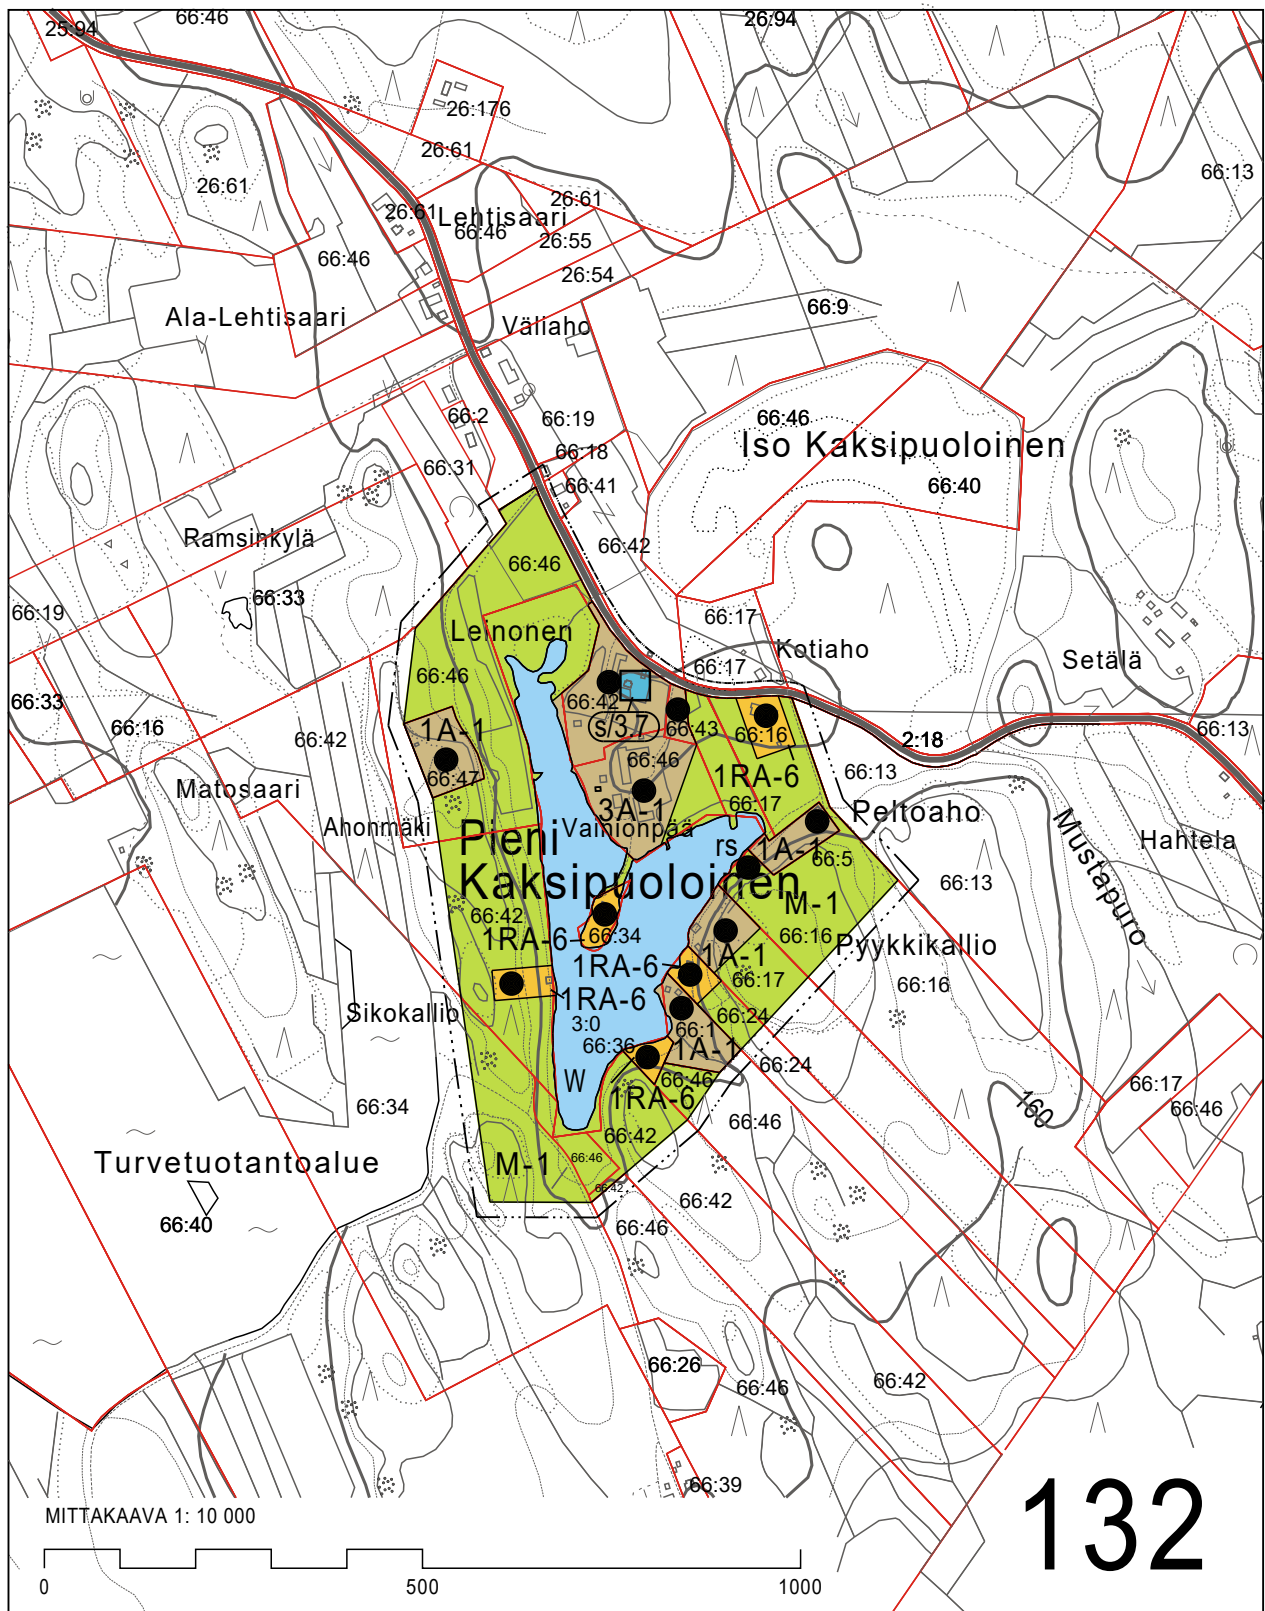 25:94
66:46
26:94
26:176
26:61
26:61
26:61
26:61
66:13
Lehtisaari
66:46
26:55
66:46
26:54
66:9
Ala-Lehtisaari
Väliaho
66:2
66:19
66:46
Iso Kaksipuoloinen
66:18
66:31
66:41
66:40
Ramsinkylä
66:42
66:46
66:33
66:19
66:17
Leinonen
Kotiaho
66:46
66:17
Setälä
66:33
66:42
66:16
66:42
s/3.7
66:43
66:16
2:18
66:13
1A-1
66:47
66:46
1RA-6
66:13
Matosaari
66:17
3A-1
Peltoaho
Ahonmäki
Vainionpää
Pieni
Kaksipuoloinen
rs
1A-1
66:5
Mustapuro
Hahtela
66:13
M-1
66:42
66:34
66:16
Pyykkikallio
1RA-6
1RA-6
1A-1
66:17
66:16
1RA-6
Sikokallio
3:0
66:24
66:1
66:36
1A-1
66:24
W
66:46
66:17
1RA-6
66:34
66:46
160
66:46
66:42
Turvetuotantoalue
M-1
66:46
66:42
66:42
66:40
66:46
66:26
66:46
66:42
66:39
MITTAKAAVA 1: 10 000
0
500
1000
132